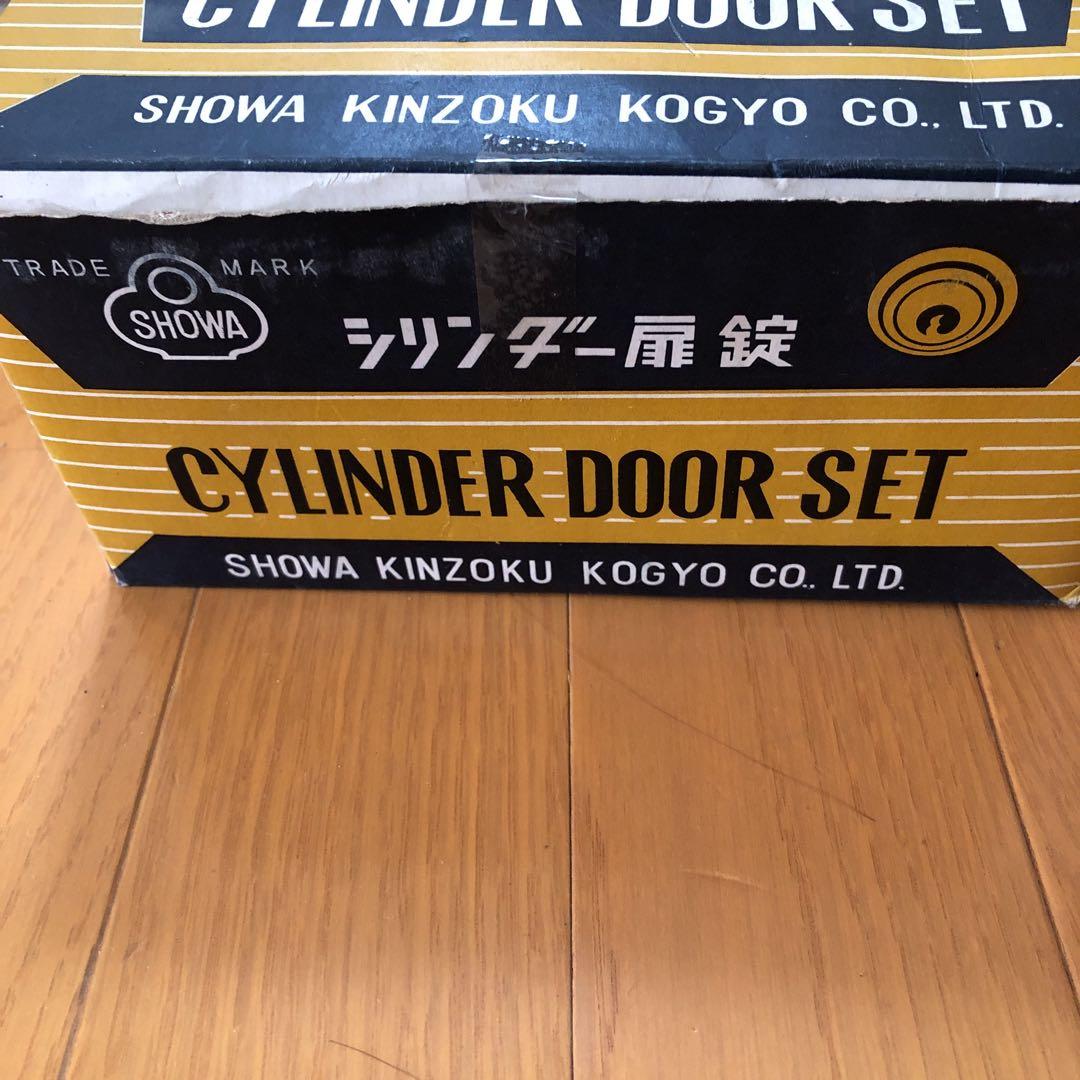 CYLINDER DOOR SET
SHOWA KINZOKU KOGYO CO., LTD.
TRADE MARK
SHOWA
シリンダー扉錠
CYLINDER DOOR SET
SHOWA KINZOKU KOGYO CO., LTD.